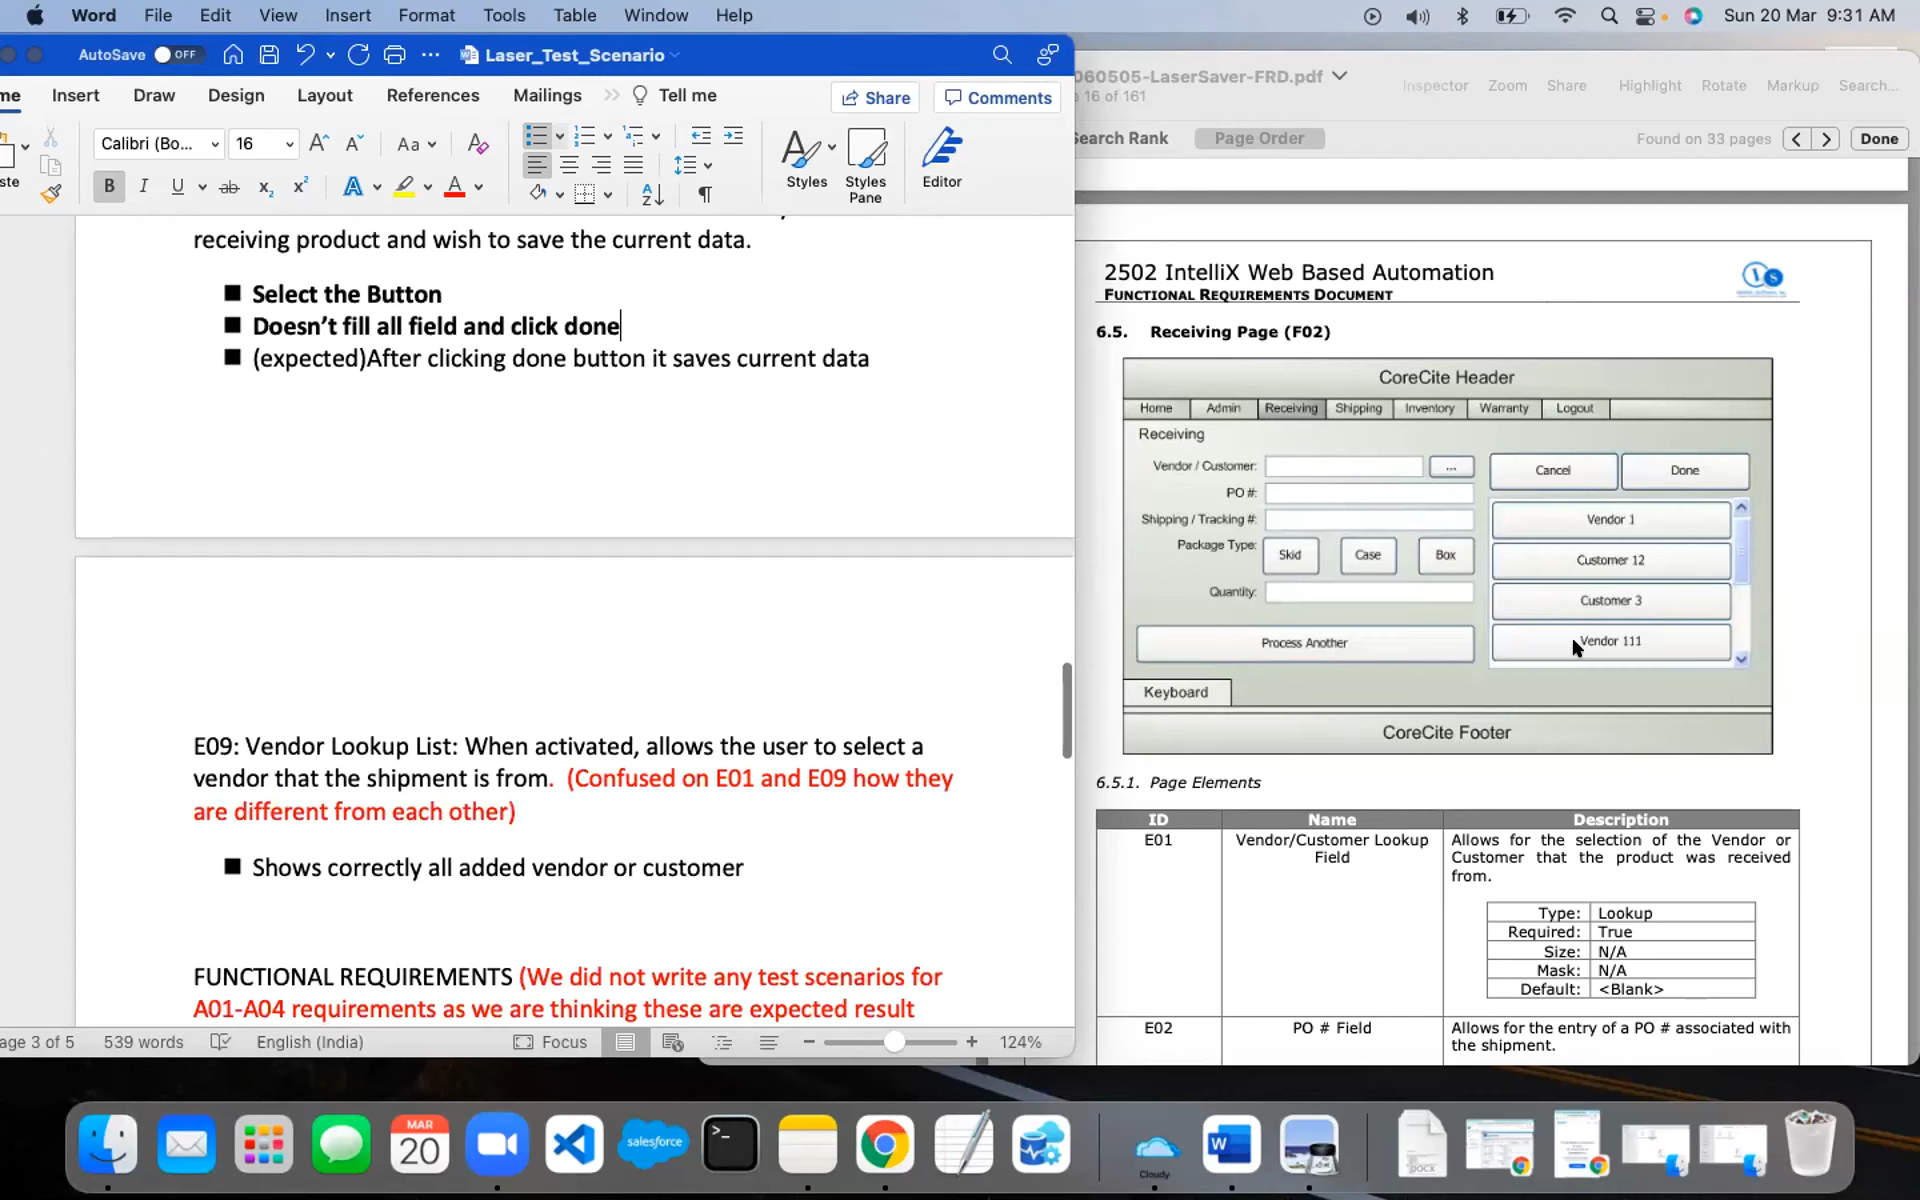 Word File Edit View Insert Format Tools Table Window Help Sun 20 Mar 9:31 AM
AutoSave OFF ... Laser_Test_Scenario
me Insert Draw Design Layout References Mailings >> Tell me Share Comments
Calibri (Bo... 16 Aa
ste B I U ab x₂ x² A A Styles Styles Pane Editor
receiving product and wish to save the current data.
Select the Button
Doesn’t fill all field and click done
(expected)After clicking done button it saves current data
E09: Vendor Lookup List: When activated, allows the user to select a
vendor that the shipment is from. (Confused on E01 and E09 how they
are different from each other)
Shows correctly all added vendor or customer
FUNCTIONAL REQUIREMENTS (We did not write any test scenarios for
A01-A04 requirements as we are thinking these are expected result
age 3 of 5 539 words English (India) Focus 124%
060505-LaserSaver-FRD.pdf
16 of 161
Inspector Zoom Share Highlight Rotate Markup Search...
Search Rank Page Order Found on 33 pages < > Done
2502 IntelliX Web Based Automation
FUNCTIONAL REQUIREMENTS DOCUMENT
6.5. Receiving Page (F02)
CoreCite Header
Home Admin Receiving Shipping Inventory Warranty Logout
Receiving
Vendor / Customer: ... Cancel Done
PO #:
Shipping / Tracking #: Vendor 1
Package Type: Skid Case Box Customer 12
Quantity: Customer 3
Process Another Vendor 111
Keyboard
CoreCite Footer
6.5.1. Page Elements
ID Name Description
E01 Vendor/Customer Lookup Field Allows for the selection of the Vendor or
Customer that the product was received
from.
Type: Lookup
Required: True
Size: N/A
Mask: N/A
Default: <Blank>
E02 PO # Field Allows for the entry of a PO # associated with
the shipment.
MAR
20
salesforce
Cloudy
W
DOCX